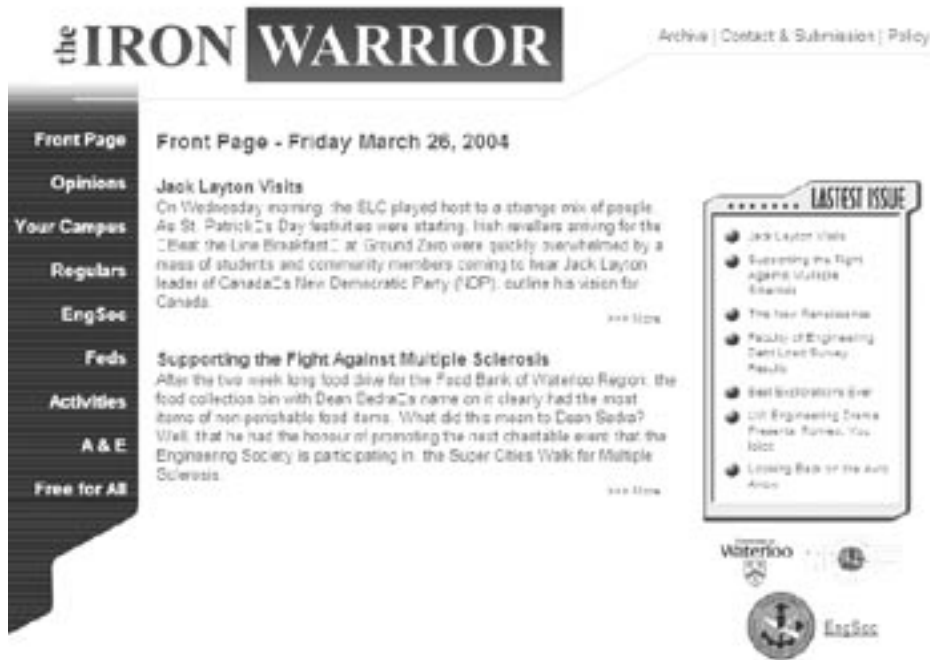 the IRON WARRIOR
Archive | Contact & Submission | Policy
Front Page
Opinions
Your Campus
Regulars
EngSoc
Feds
Activities
A & E
Free for All
Front Page - Friday March 26, 2004
Jack Layton Visits
On Wednesday morning, the SLC played host to a strange mix of people.
As St. Patrick□s Day festivities were starting, Irish revellers arriving for the
□Beat the Line Breakfast□ at Ground Zero were quickly overwhelmed by a
mass of students and community members coming to hear Jack Layton
leader of Canada□s New Democratic Party (NDP), outline his vision for
Canada.
>>> More
Supporting the Fight Against Multiple Sclerosis
After the two week long food drive for the Food Bank of Waterloo Region, the
food collection bin with Dean Sedra□s name on it clearly had the most
items of non perishable food items. What did this mean to Dean Sedra?
Well, that he had the honour of promoting the next charitable event that the
Engineering Society is participating in, the Super Cities Walk for Multiple
Sclerosis.
>>> More
LASTEST ISSUE
Jack Layton Visits
Supporting the Fight
Against Multiple
Sclerosis
The New Renaissance
Faculty of Engineering
Debt Load Survey
Results
Best Explorations Ever
UW Engineering Drama
Presents: Romeo, You
Idiot
Looking Back on the Avro
Arrow
Waterloo
EngSoc